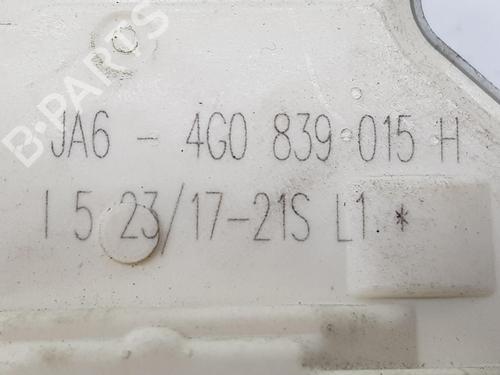 B-PARTS
JA6 - 4G0 839 015 H
I 5 23/17-21S L1 *